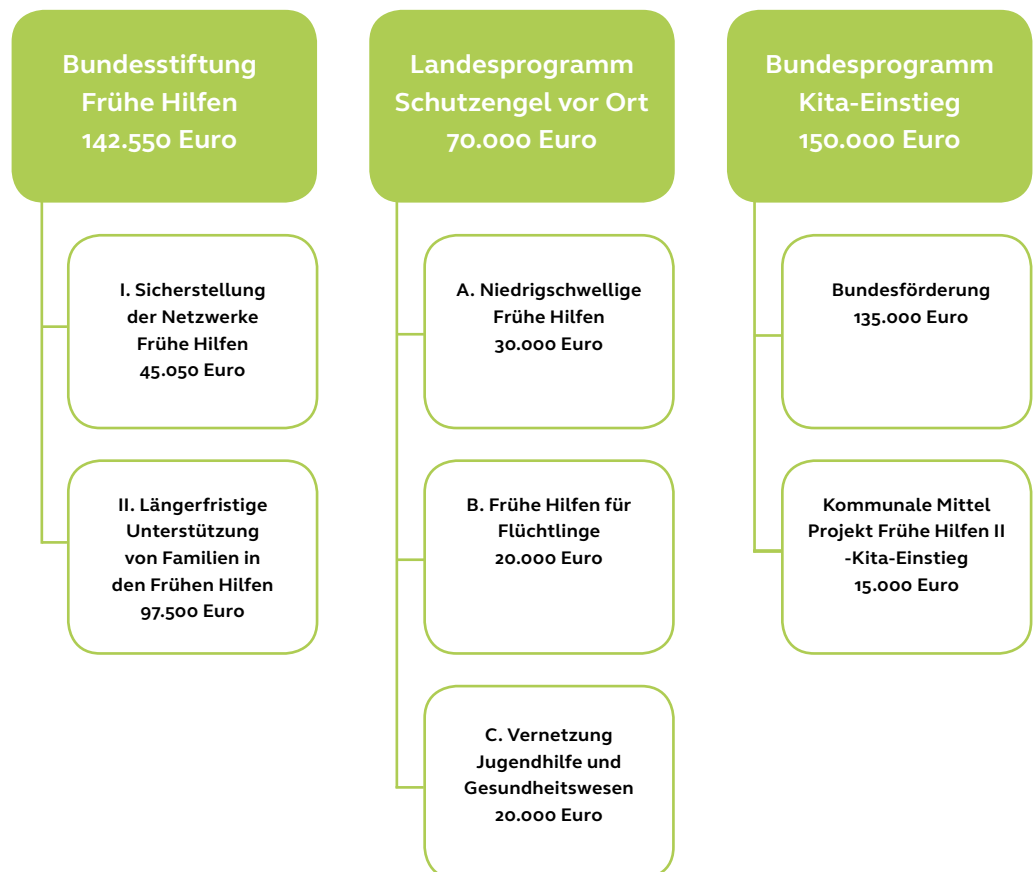 Bundesstiftung
Frühe Hilfen
142.550 Euro
I. Sicherstellung
der Netzwerke
Frühe Hilfen
45.050 Euro
II. Längerfristige
Unterstützung
von Familien in
den Frühen Hilfen
97.500 Euro
Landesprogramm
Schutzengel vor Ort
70.000 Euro
A. Niedrigschwellige
Frühe Hilfen
30.000 Euro
B. Frühe Hilfen für
Flüchtlinge
20.000 Euro
C. Vernetzung
Jugendhilfe und
Gesundheitswesen
20.000 Euro
Bundesprogramm
Kita-Einstieg
150.000 Euro
Bundesförderung
135.000 Euro
Kommunale Mittel
Projekt Frühe Hilfen II
-Kita-Einstieg
15.000 Euro